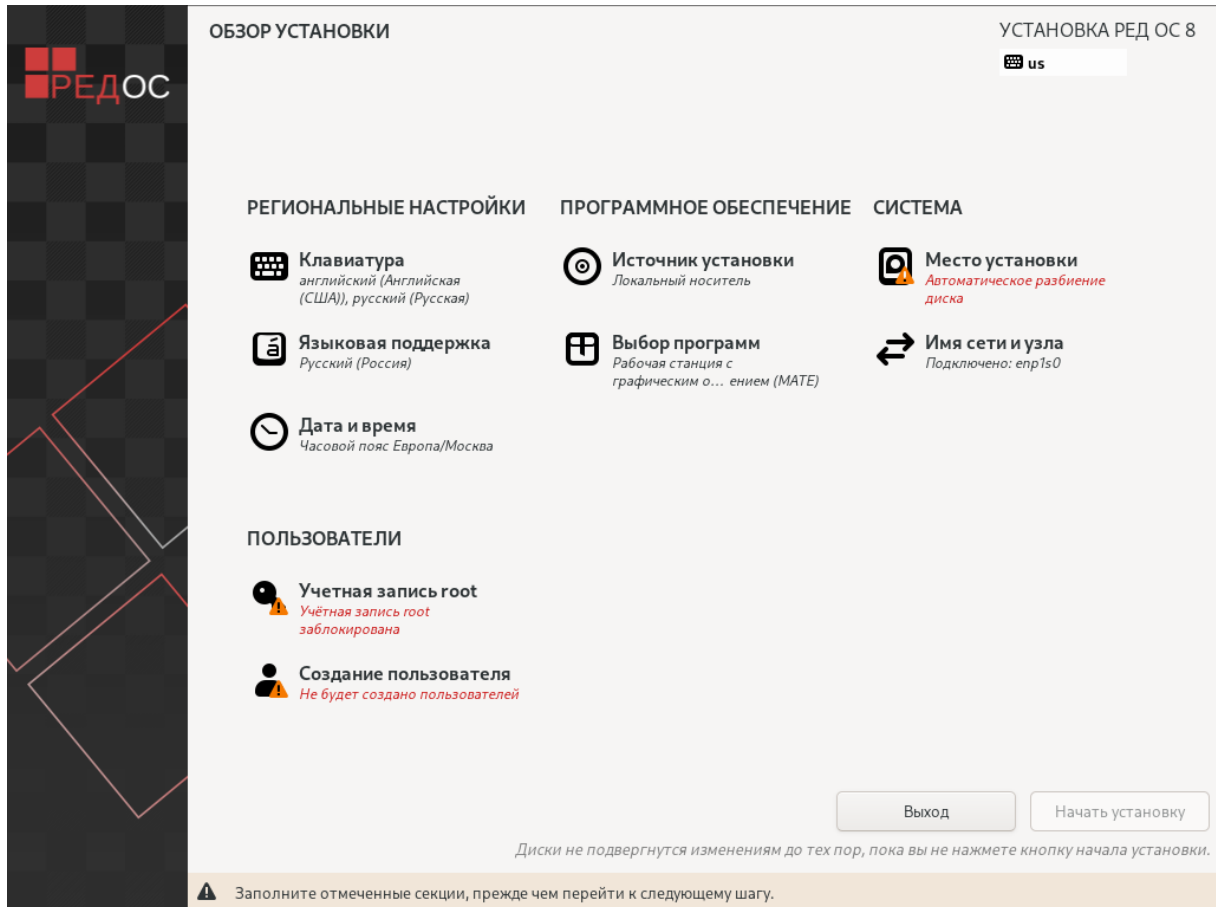 РЕДОС
ОБЗОР УСТАНОВКИ
УСТАНОВКА РЕД ОС 8
us
РЕГИОНАЛЬНЫЕ НАСТРОЙКИ
Клавиатура
английский (Английская
(США)), русский (Русская)
Языковая поддержка
Русский (Россия)
Дата и время
Часовой пояс Европа/Москва
ПРОГРАММНОЕ ОБЕСПЕЧЕНИЕ
Источник установки
Локальный носитель
Выбор программ
Рабочая станция с
графическим о... ением (MATE)
СИСТЕМА
Место установки
Автоматическое разбиение
диска
Имя сети и узла
Подключено: enp1s0
ПОЛЬЗОВАТЕЛИ
Учетная запись root
Учётная запись root
заблокирована
Создание пользователя
Не будет создано пользователей
Выход
Начать установку
Диски не подвергнутся изменениям до тех пор, пока вы не нажмете кнопку начала установки.
Заполните отмеченные секции, прежде чем перейти к следующему шагу.